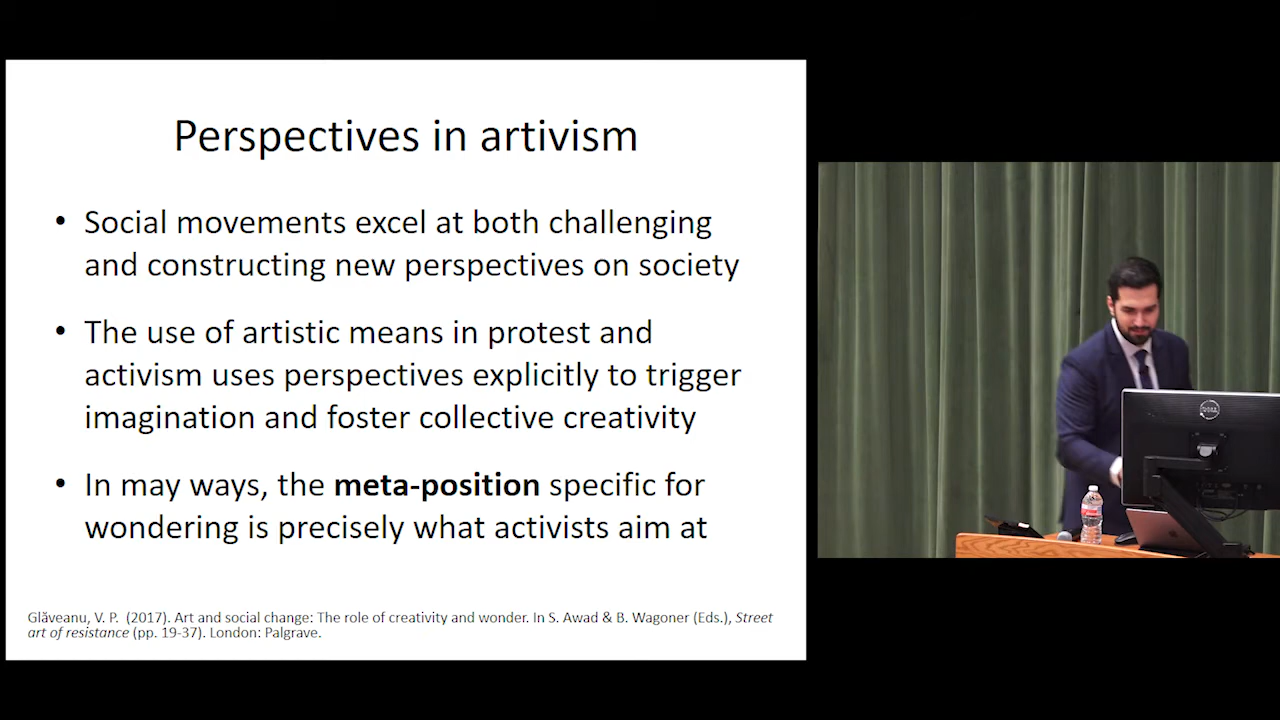 Perspectives in artivism
• Social movements excel at both challenging
and constructing new perspectives on society
• The use of artistic means in protest and
activism uses perspectives explicitly to trigger
imagination and foster collective creativity
• In may ways, the meta-position specific for
wondering is precisely what activists aim at
Glăveanu, V. P. (2017). Art and social change: The role of creativity and wonder. In S. Awad & B. Wagoner (Eds.), Street
art of resistance (pp. 19-37). London: Palgrave.